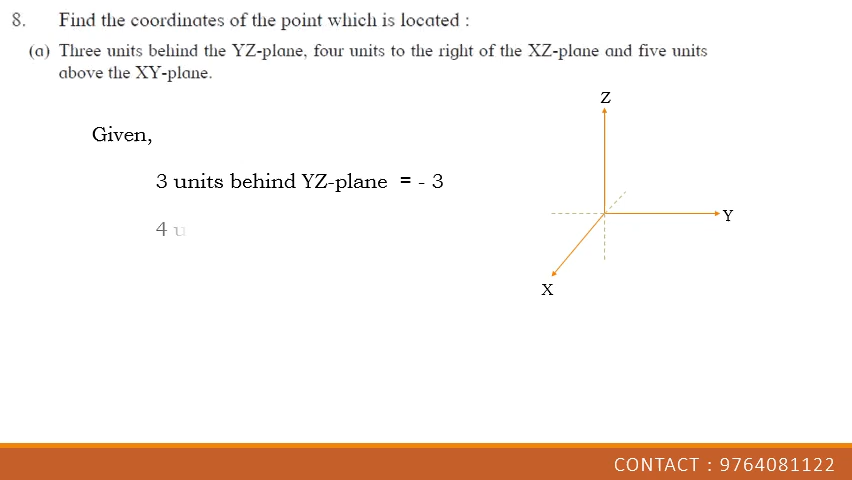 8. Find the coordinates of the point which is located :
(a) Three units behind the YZ-plane, four units to the right of the XZ-plane and five units
above the XY-plane.
Z
Given,
3 units behind YZ-plane = - 3
Y
4 u
X
CONTACT : 9764081122